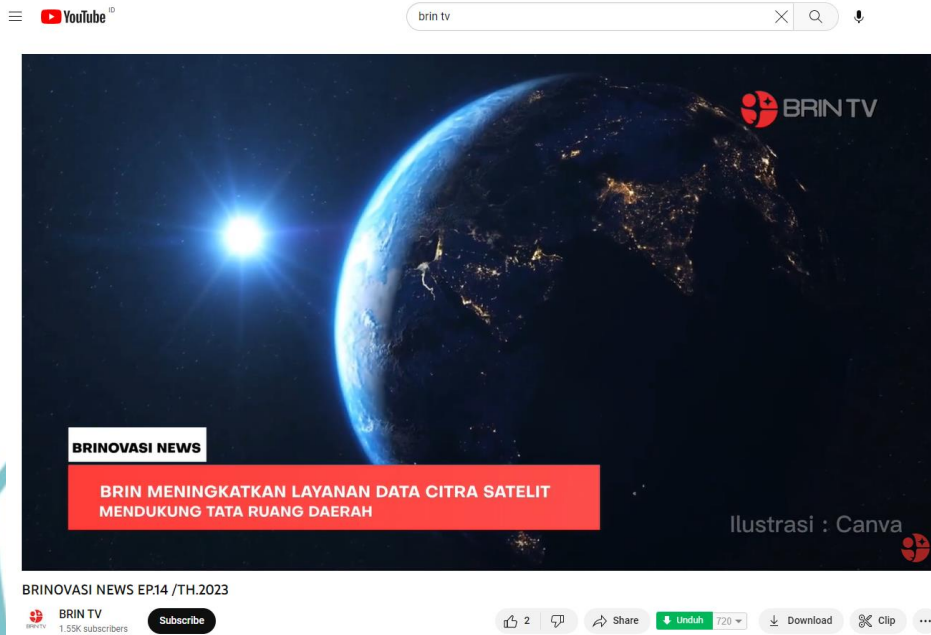 YouTube ID
brin tv
BRIN TV
BRINOVASI NEWS
BRIN MENINGKATKAN LAYANAN DATA CITRA SATELIT
MENDUKUNG TATA RUANG DAERAH
Ilustrasi : Canva
BRINOVASI NEWS EP.14 /TH.2023
BRIN TV
1.55K subscribers
BRIN TV
Subscribe
2
Share
Unduh
720
Download
Clip